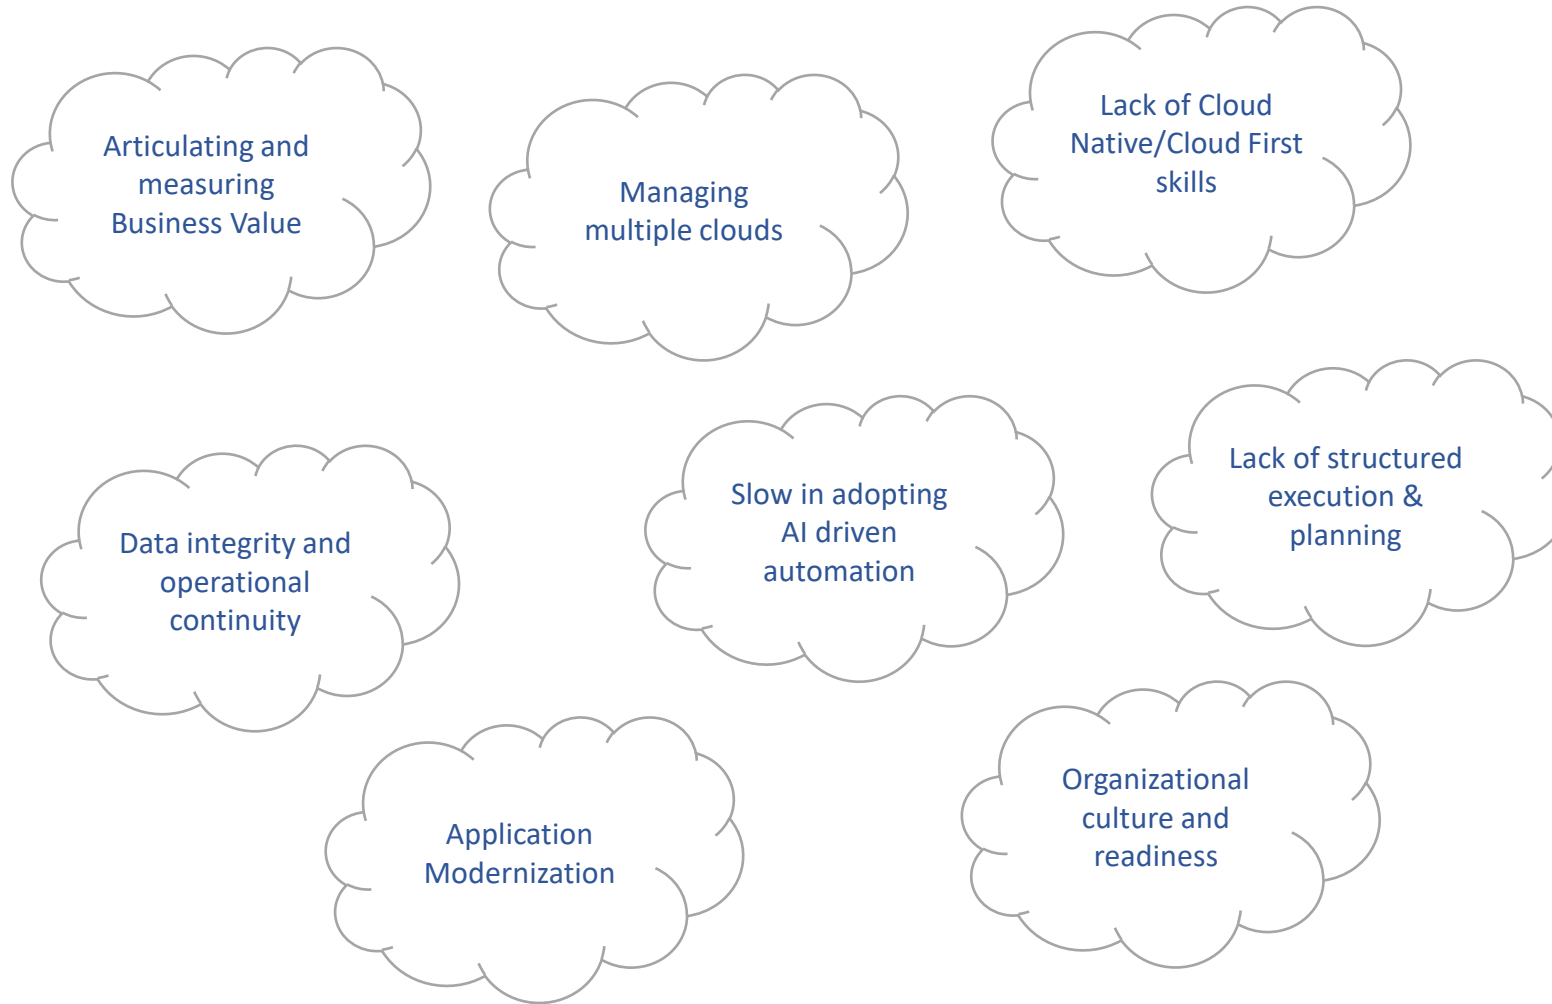 Articulating and
measuring
Business Value
Managing
multiple clouds
Lack of Cloud
Native/Cloud First
skills
Data integrity and
operational
continuity
Slow in adopting
AI driven
automation
Lack of structured
execution &
planning
Application
Modernization
Organizational
culture and
readiness